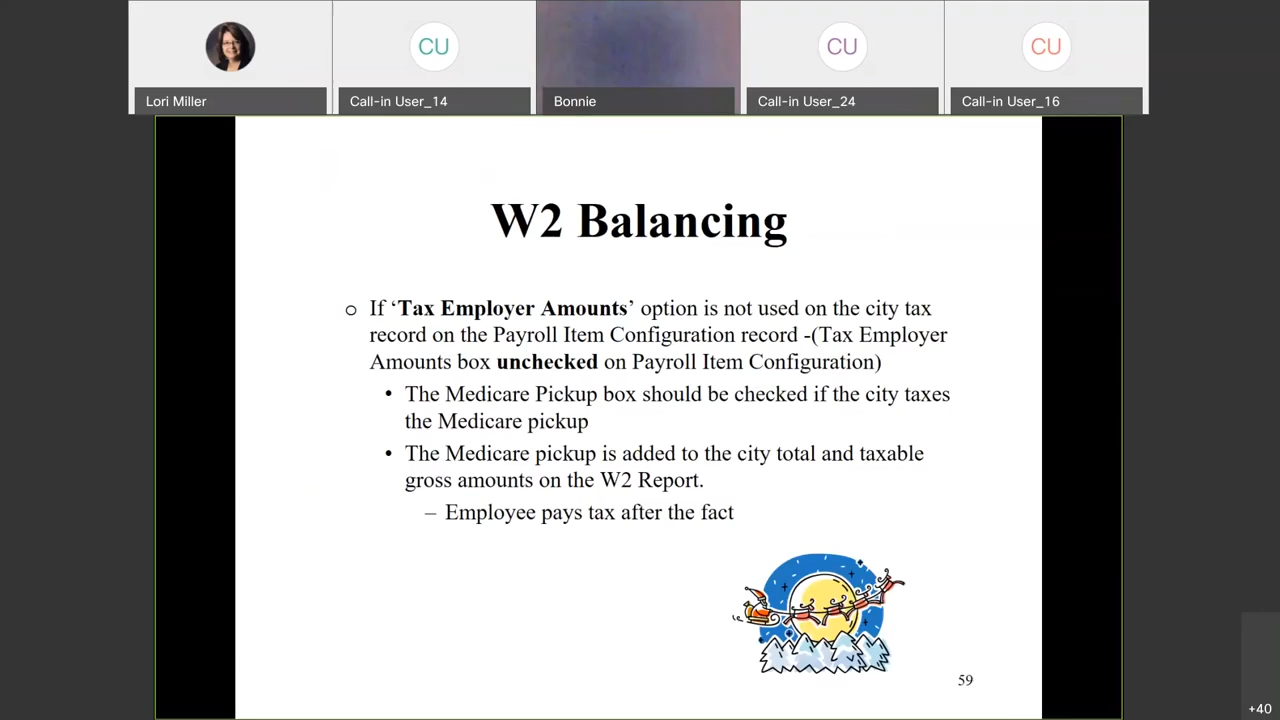 CU
CU
CU
Lori Miller
Call-in User_14
Bonnie
Call-in User_24
Call-in User_16
W2 Balancing
o If ‘Tax Employer Amounts’ option is not used on the city tax
record on the Payroll Item Configuration record -(Tax Employer
Amounts box unchecked on Payroll Item Configuration)
• The Medicare Pickup box should be checked if the city taxes
the Medicare pickup
• The Medicare pickup is added to the city total and taxable
gross amounts on the W2 Report.
– Employee pays tax after the fact
59
+40